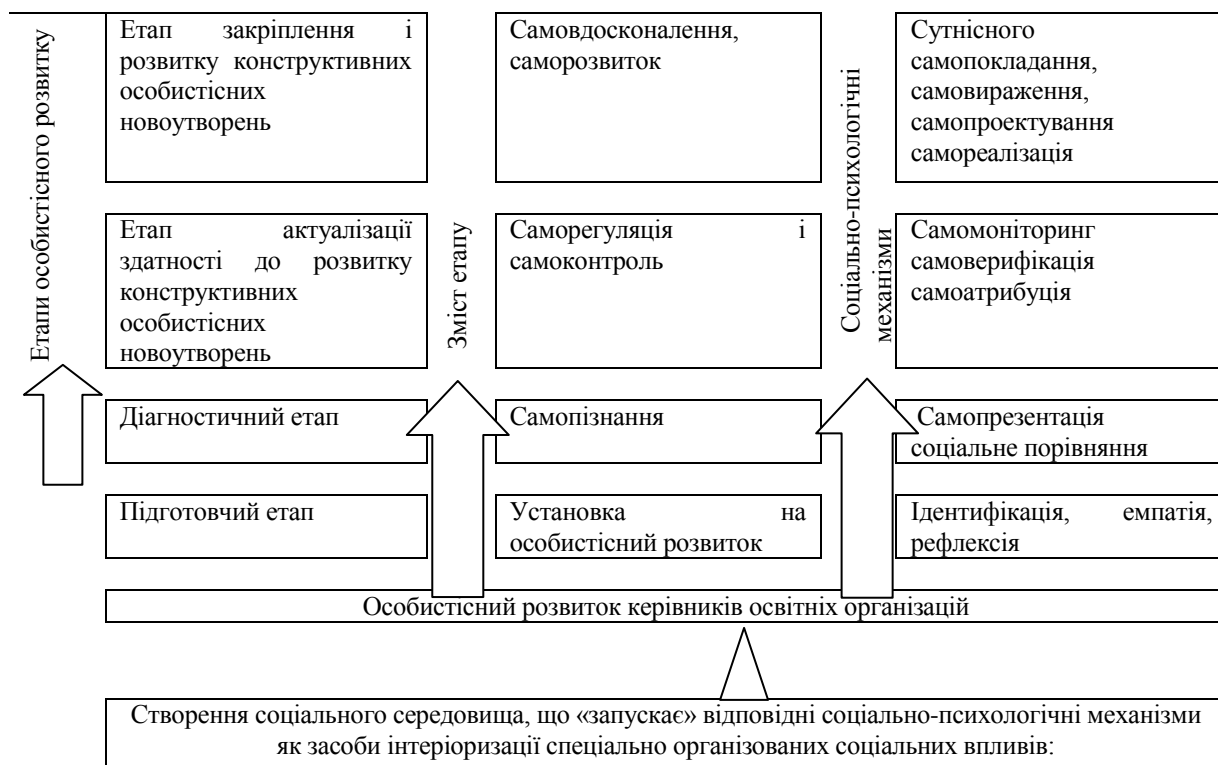 Етапи особистісного розвитку
Етап закріплення і
розвитку конструктивних
особистісних
новоутворень
Самовдосконалення,
саморозвиток
Сутнісного
самопокладання,
самовираження,
самопроектування
самореалізація
Зміст етапу
Соціально-психологічні
механізми
Етап актуалізації
здатності до розвитку
конструктивних
особистісних
новоутворень
Саморегуляція і
самоконтроль
Самомоніторинг
самоверифікація
самоатрибуція
Діагностичний етап
Самопізнання
Самопрезентація
соціальне порівняння
Підготовчий етап
Установка на
особистісний розвиток
Ідентифікація, емпатія,
рефлексія
Особистісний розвиток керівників освітніх організацій
Створення соціального середовища, що «запускає» відповідні соціально-психологічні механізми
як засоби інтеріоризації спеціально організованих соціальних впливів: